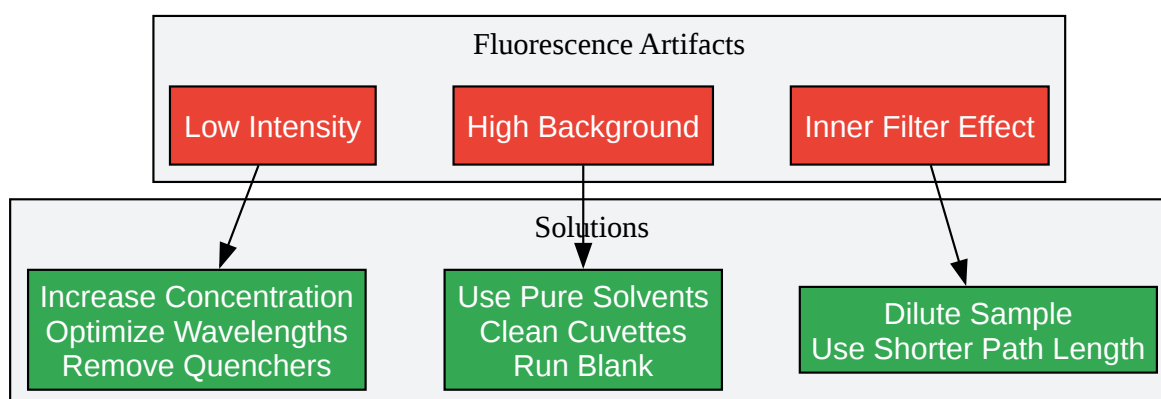 Fluorescence Artifacts
Low Intensity
High Background
Inner Filter Effect
Solutions
Increase Concentration
Optimize Wavelengths
Remove Quenchers
Use Pure Solvents
Clean Cuvettes
Run Blank
Dilute Sample
Use Shorter Path Length